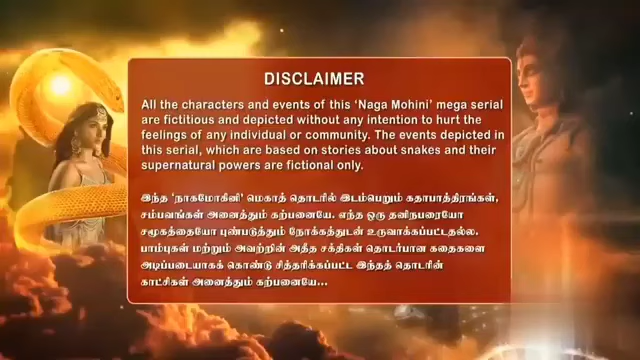 DISCLAIMER
All the characters and events of this ‘Naga Mohini’ mega serial
are fictitious and depicted without any intention to hurt the
feelings of any individual or community. The events depicted in
this serial, which are based on stories about snakes and their
supernatural powers are fictional only.
இந்த ‘நாகமோகினி’ மெகாத் தொடரில் இடம்பெறும் கதாபாத்திரங்கள்,
சம்பவங்கள் அனைத்தும் கற்பனையே. எந்த ஒரு தனிநபரையோ
சமூகத்தையோ புண்படுத்தும் நோக்கத்துடன் உருவாக்கப்பட்டதல்ல.
பாம்புகள் மற்றும் அவற்றின் அதீத சக்திகள் தொடர்பான கதைகளை
அடிப்படையாகக் கொண்டு சித்தரிக்கப்பட்ட இந்தத் தொடரின்
காட்சிகள் அனைத்தும் கற்பனையே...